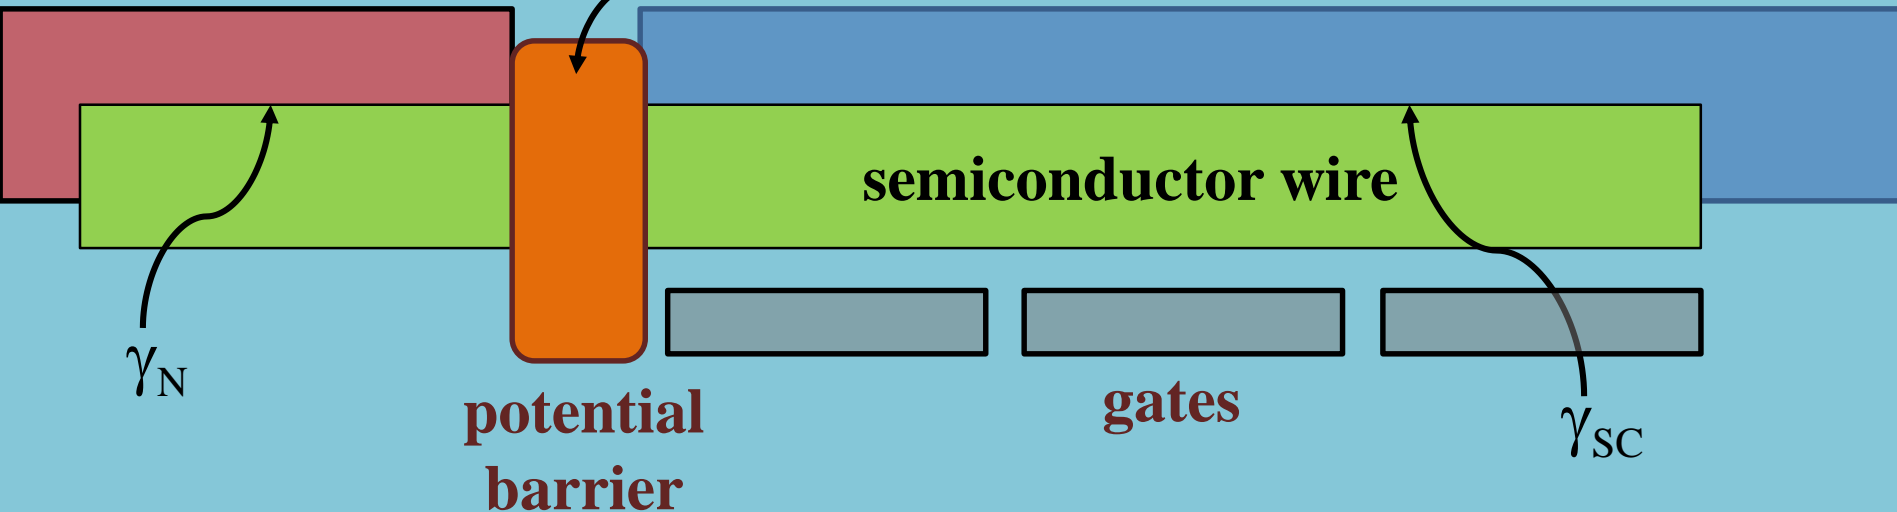 semiconductor wire
γN
potential
barrier
gates
γSC